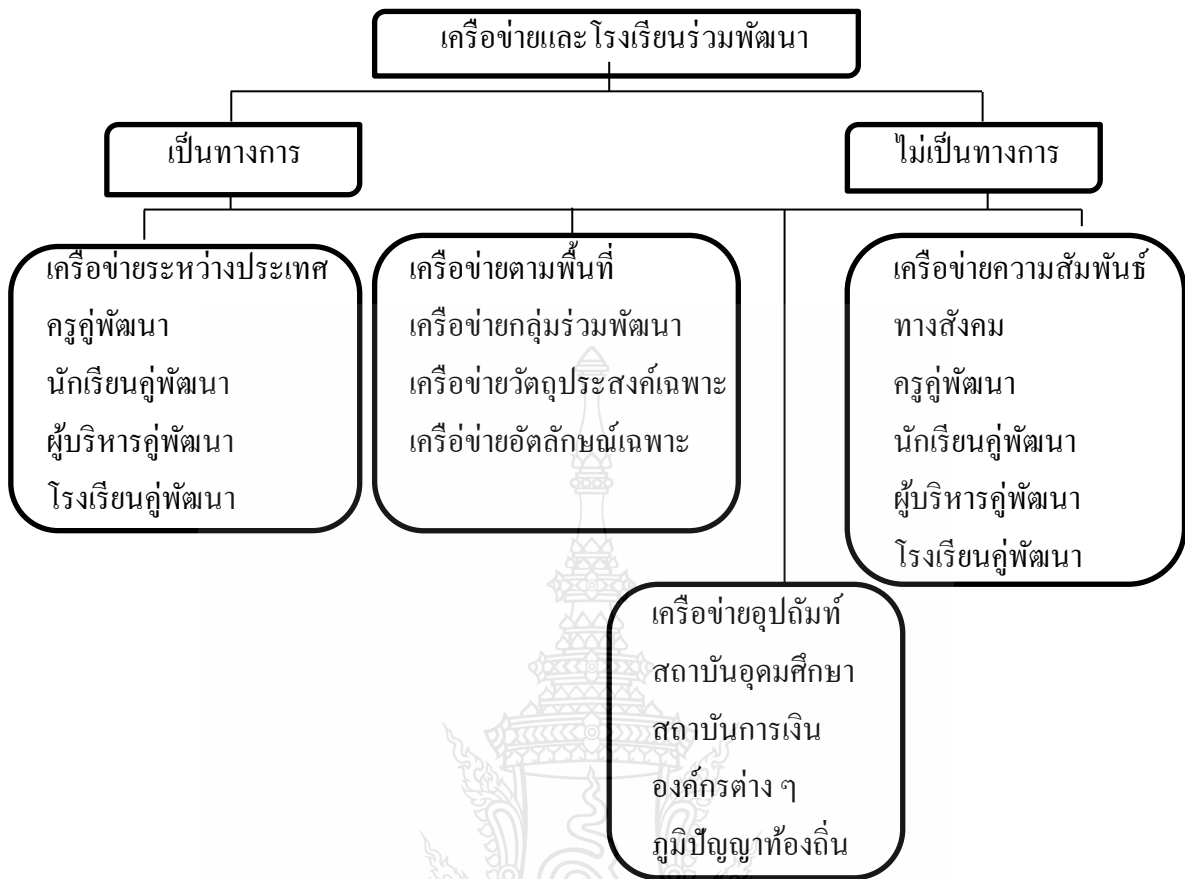 เครือข่ายและโรงเรียนร่วมพัฒนา
เป็นทางการ
ไม่เป็นทางการ
เครือข่ายระหว่างประเทศ
ครูคู่พัฒนา
นักเรียนคู่พัฒนา
ผู้บริหารคู่พัฒนา
โรงเรียนคู่พัฒนา
เครือข่ายตามพื้นที่
เครือข่ายกลุ่มร่วมพัฒนา
เครือข่ายวัตถุประสงค์เฉพาะ
เครือ่ข่ายอัตลักษณ์เฉพาะ
เครือข่ายความสัมพันธ์
ทางสังคม
ครูคู่พัฒนา
นักเรียนคู่พัฒนา
ผู้บริหารคู่พัฒนา
โรงเรียนคู่พัฒนา
เครือข่ายอุปถัมท์
สถาบันอุดมศึกษา
สถาบันการเงิน
องค์กรต่าง ๆ
ภูมิปัญญาท้องถิ่น